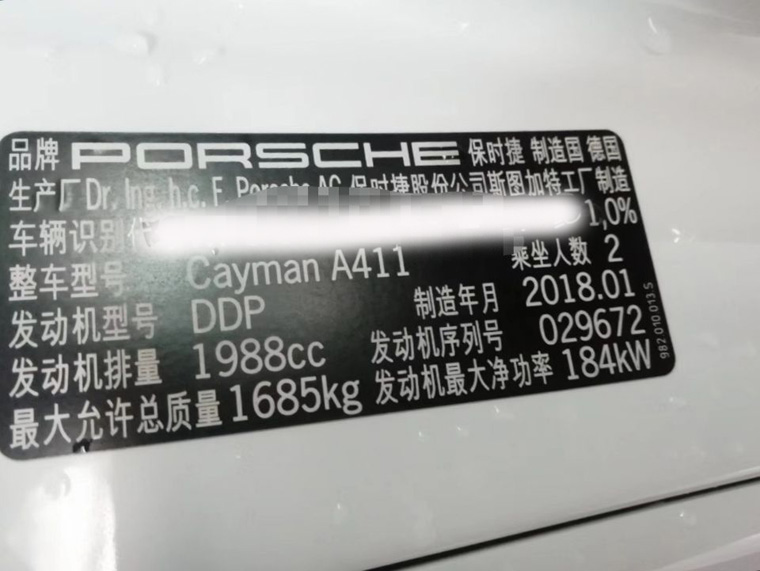 品牌 PORSCHE 保时捷 制造国 德国
生产厂 Dr. Ing. h.c. F. Porsche AG 保时捷股份公司斯图加特工厂制造
车辆识别 1,0%
整车型号 Cayman A411 乘坐人数 2
发动机型号 DDP 制造年月 2018.01
发动机排量 1988cc 发动机序列号 029672
最大允许总质量 1685kg 发动机最大净功率 184kW
982 010 013 S